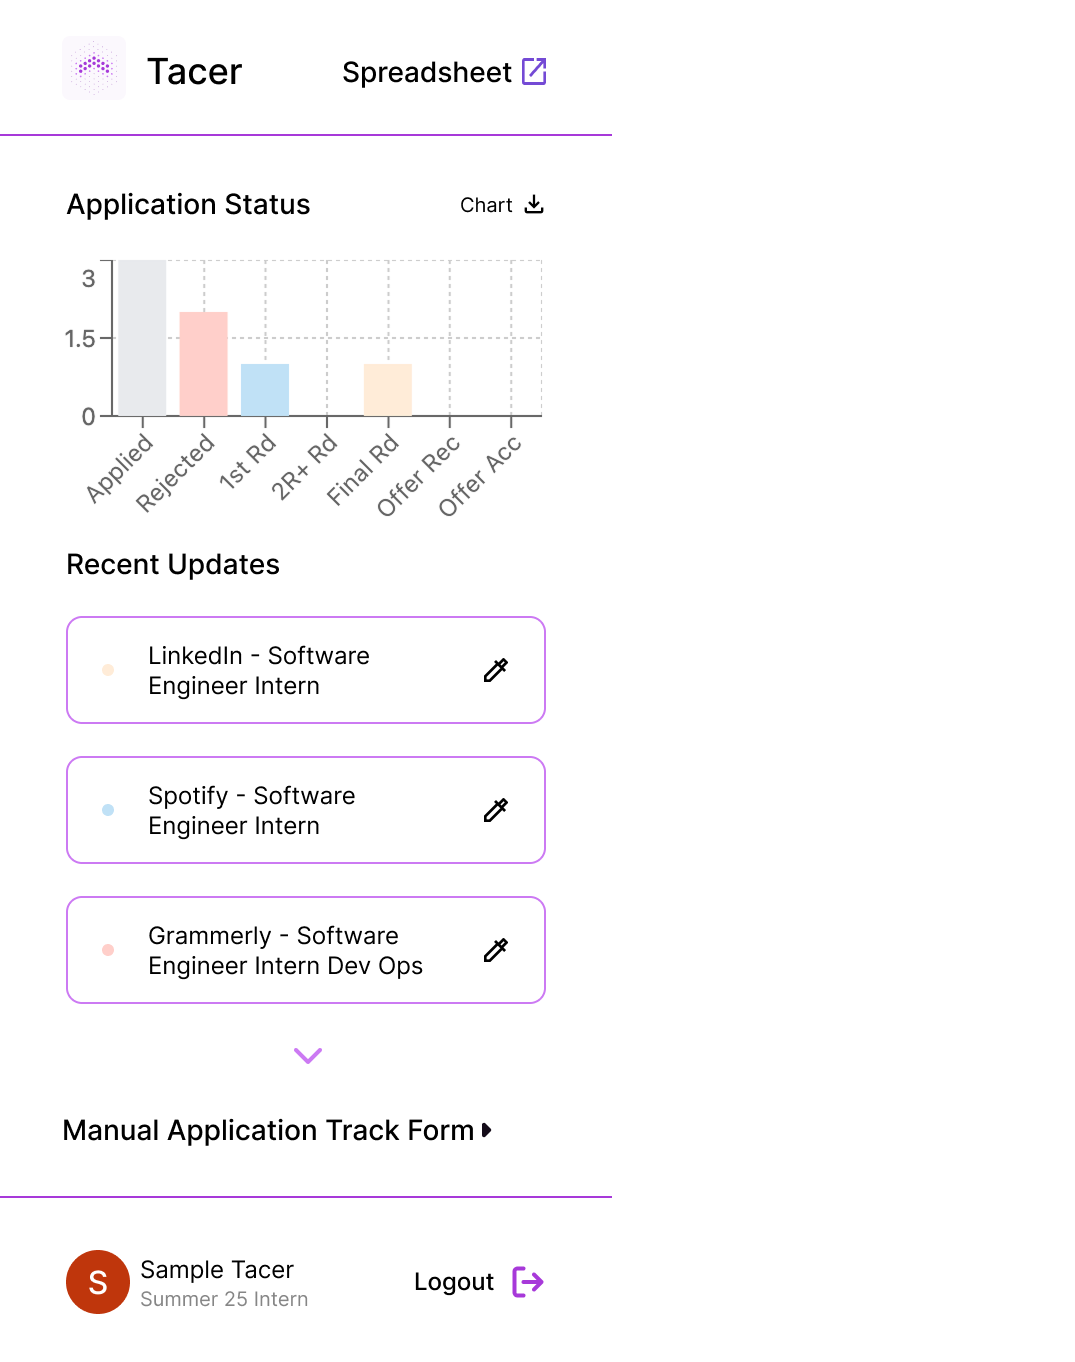 Tacer
Spreadsheet
Application Status
Chart
3
1.5
0
Applied
Rejected
1st Rd
2R+ Rd
Final Rd
Offer Rec
Offer Acc
Recent Updates
LinkedIn - Software
Engineer Intern
Spotify - Software
Engineer Intern
Grammerly - Software
Engineer Intern Dev Ops
Manual Application Track Form
S
Sample Tacer
Summer 25 Intern
Logout